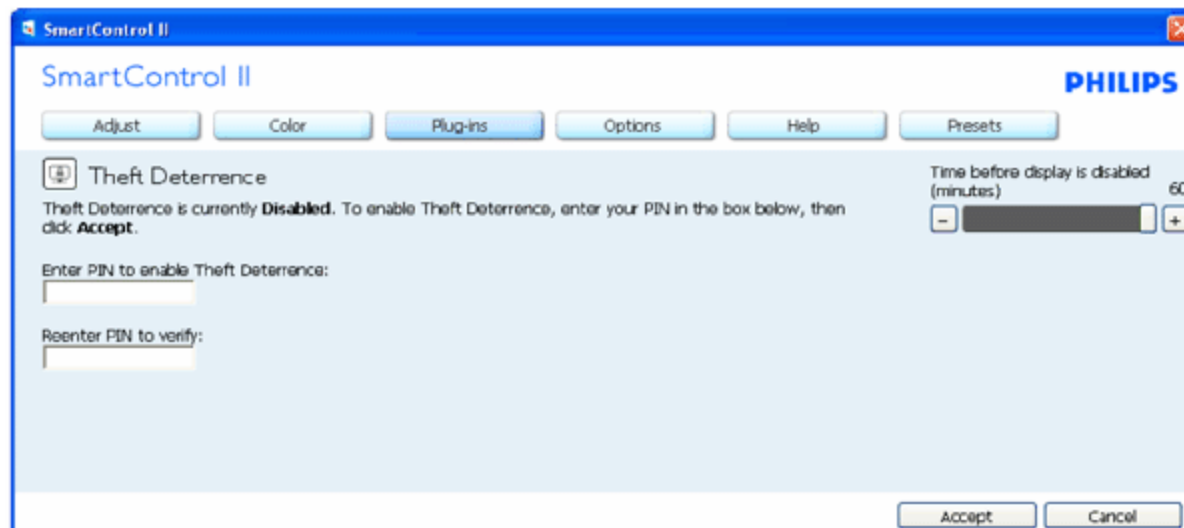 SmartControl II
SmartControl II
PHILIPS
Adjust Color Plug-ins Options Help Presets
Theft Deterrence
Theft Deterrence is currently Disabled. To enable Theft Deterrence, enter your PIN in the box below, then
click Accept.
Time before display is disabled
(minutes) 60
- +
Enter PIN to enable Theft Deterrence:
Reenter PIN to verify:
Accept Cancel